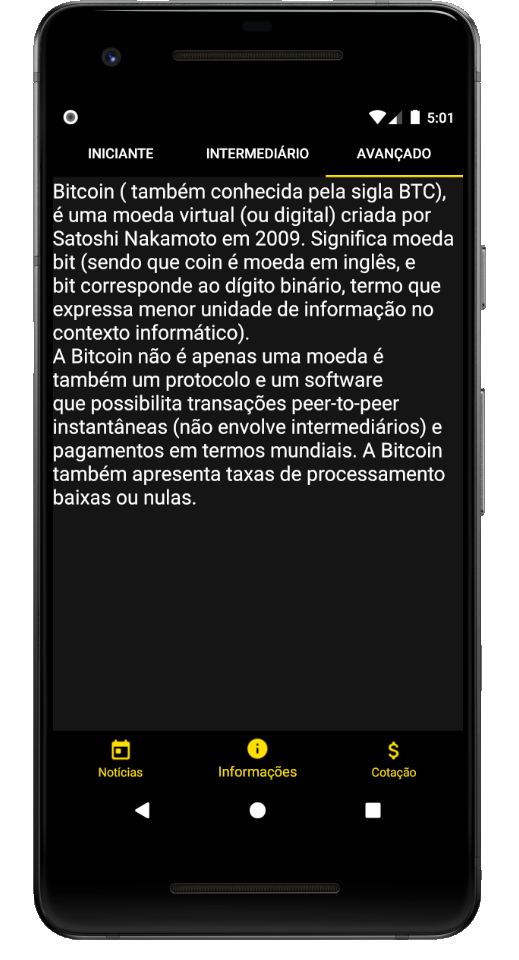 5:01
INICIANTE INTERMEDIÁRIO AVANÇADO
Bitcoin ( também conhecida pela sigla BTC),
é uma moeda virtual (ou digital) criada por
Satoshi Nakamoto em 2009. Significa moeda
bit (sendo que coin é moeda em inglês, e
bit corresponde ao dígito binário, termo que
expressa menor unidade de informação no
contexto informático).
A Bitcoin não é apenas uma moeda é
também um protocolo e um software
que possibilita transações peer-to-peer
instantâneas (não envolve intermediários) e
pagamentos em termos mundiais. A Bitcoin
também apresenta taxas de processamento
baixas ou nulas.
Notícias Informações Cotação